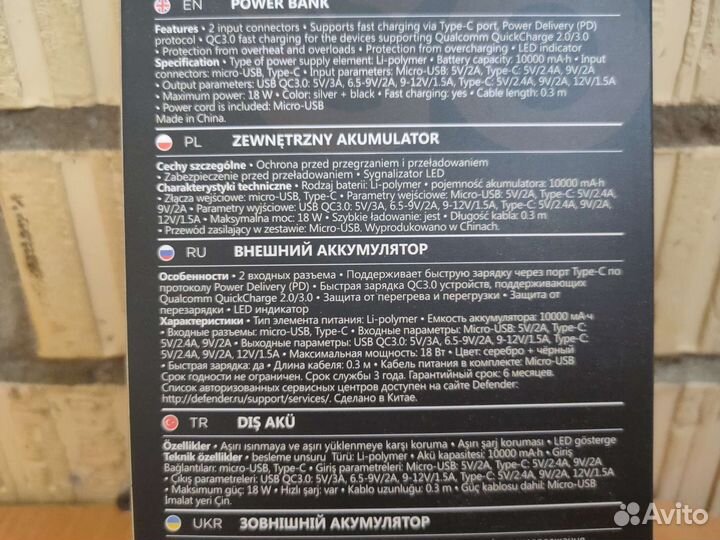 EN POWER BANK
Features • 2 input connectors • Supports fast charging via Type-C port, Power Delivery (PD)
protocol • QC3.0 fast charging for the devices supporting Qualcomm QuickCharge 2.0/3.0
• Protection from overheat and overloads • Protection from overcharging • LED indicator
Specification • Type of power supply element: Li-polymer • Battery capacity: 10000 mA·h • Input
connectors: micro-USB, Type-C • Input parameters: Micro-USB: 5V/2A, Type-C: 5V/2.4A, 9V/2A
• Output parameters: USB QC3.0: 5V/3A, 6.5-9V/2A, 9-12V/1.5A, Type-C: 5V/2.4A, 9V/2A, 12V/1.5A
• Maximum power: 18 W • Color: silver + black • Fast charging: yes • Cable length: 0.3 m
• Power cord is included: Micro-USB
Made in China.
PL ZEWNĘTRZNY AKUMULATOR
Cechy szczególne • Ochrona przed przegrzaniem i przeładowaniem
• Zabezpieczenie przed przeładowaniem • Sygnalizator LED
Charakterystyki techniczne • Rodzaj baterii: Li-polymer • pojemność akumulatora: 10000 mA·h
• Złącza wejściowe: micro-USB, Type-C • Parametry wejściowe: Micro-USB: 5V/2A, Type-C: 5V/2.4A,
9V/2A • Parametry wyjściowe: USB QC3.0: 5V/3A, 6.5-9V/2A, 9-12V/1.5A, Type-C: 5V/2.4A, 9V/2A,
12V/1.5A • Maksymalna moc: 18 W • Szybkie ładowanie: jest • Długość kabla: 0.3 m
• Przewód zasilający w zestawie: Micro-USB. Wyprodukowano w Chinach.
RU ВНЕШНИЙ АККУМУЛЯТОР
Особенности • 2 входных разъема • Поддерживает быструю зарядку через порт Type-C по
протоколу Power Delivery (PD) • Быстрая зарядка QC3.0 устройств, поддерживающих
Qualcomm QuickCharge 2.0/3.0 • Защита от перегрева и перегрузки • Защита от
перезарядки • LED индикатор
Характеристики • Тип элемента питания: Li-polymer • Емкость аккумулятора: 10000 мА·ч
• Входные разъемы: micro-USB, Type-C • Входные параметры: Micro-USB: 5V/2A, Type-C:
5V/2.4A, 9V/2A • Выходные параметры: USB QC3.0: 5V/3A, 6.5-9V/2A, 9-12V/1.5A, Type-C:
5V/2.4A, 9V/2A, 12V/1.5A • Максимальная мощность: 18 Вт • Цвет: серебро + чёрный
• Быстрая зарядка: да • Длина кабеля: 0.3 м • Кабель питания в комплекте: Micro-USB
Срок годности не ограничен. Срок службы 3 года. Гарантийный срок: 6 месяцев.
Список авторизованных сервисных центров доступен на сайте Defender:
http://defender.ru/support/services/. Сделано в Китае.
TR DIŞ AKÜ
Özellikler • Aşırı ısınmaya ve aşırı yüklenmeye karşı koruma • Aşırı şarj koruması • LED gösterge
Teknik özellikler • besleme unsuru Türü: Li-polymer • Akü kapasitesi: 10000 mA·h • Giriş
Bağlantıları: micro-USB, Type-C • Giriş parametreleri: Micro-USB: 5V/2A, Type-C: 5V/2.4A, 9V/2A
• Çıkış parametreleri: USB QC3.0: 5V/3A, 6.5-9V/2A, 9-12V/1.5A, Type-C: 5V/2.4A, 9V/2A, 12V/1.5A
• Maksimum güç: 18 W • Hızlı şarj: var • Kablo uzunluğu: 0.3 m • Güç kablosu dahil: Micro-USB
İmalat yeri Çin.
UKR ЗОВНІШНІЙ АКУМУЛЯТОР
Avito